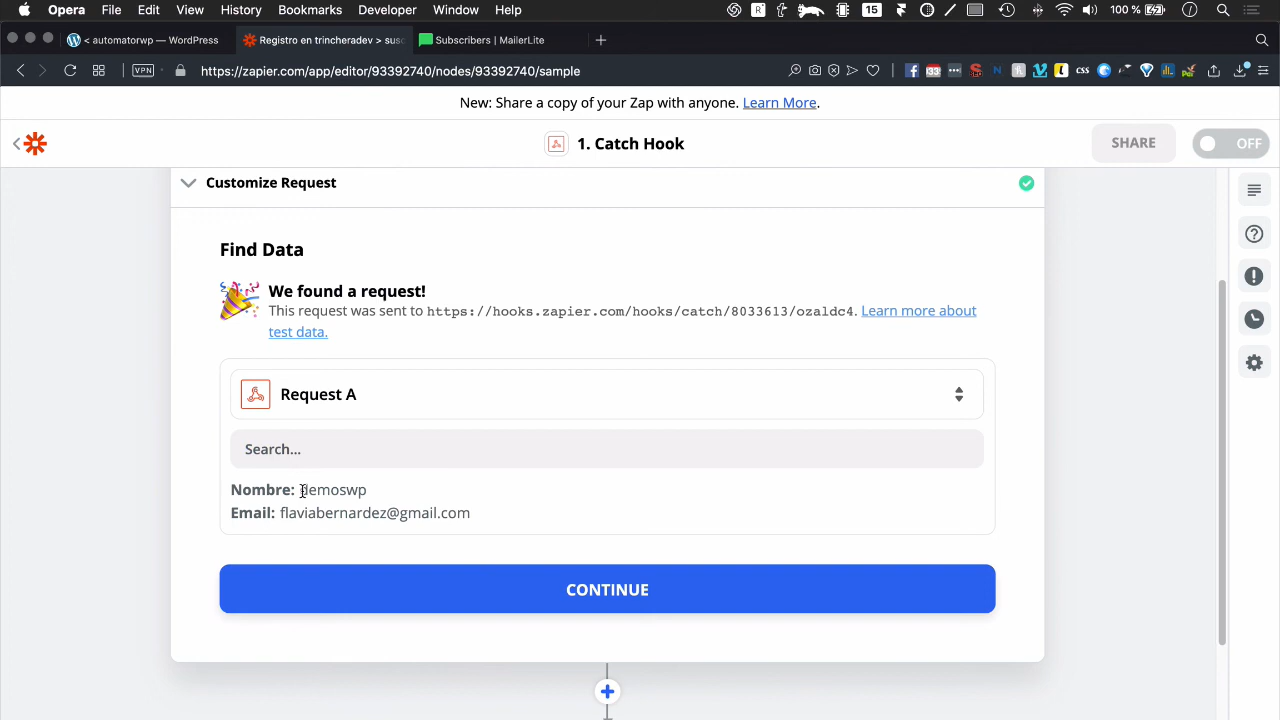 Opera File Edit View History Bookmarks Developer Window Help 15 100 %
< automatorwp — WordPress Registro en trincheradev > susc Subscribers | MailerLite
VPN https://zapier.com/app/editor/93392740/nodes/93392740/sample
New: Share a copy of your Zap with anyone. Learn More.
1. Catch Hook SHARE OFF
Customize Request
Find Data
We found a request!
This request was sent to https://hooks.zapier.com/hooks/catch/8033613/ozaldc4. Learn more about
test data.
Request A
Search...
Nombre: demoswp
Email: flaviabernardez@gmail.com
CONTINUE